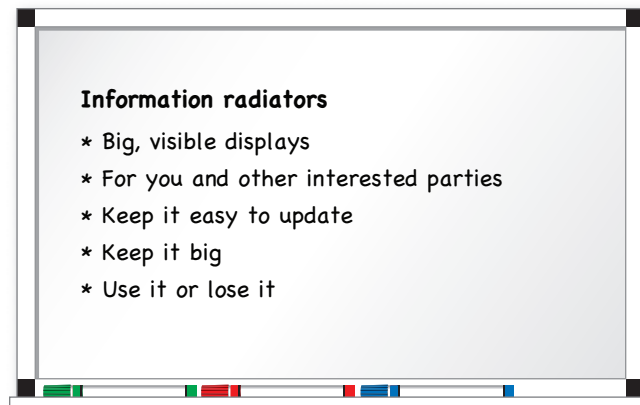 Information radiators
* Big, visible displays
* For you and other interested parties
* Keep it easy to update
* Keep it big
* Use it or lose it